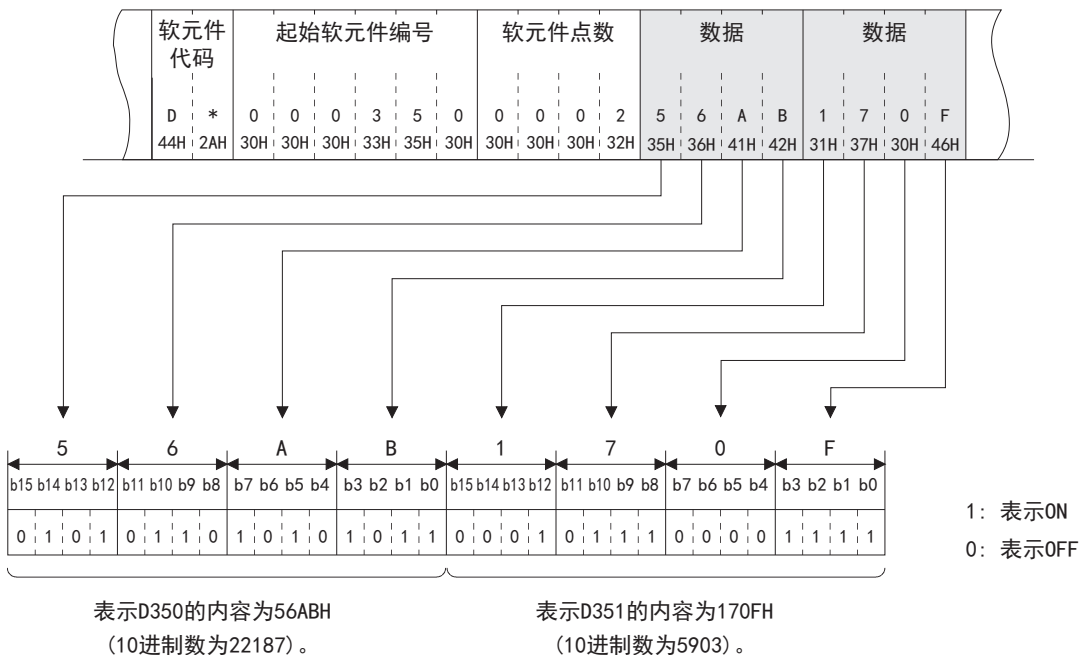 软元件
代码
起始软元件编号
软元件点数
数据
数据
D * 0 0 0 3 5 0 0 0 0 2 5 6 A B 1 7 0 F
44H 2AH 30H 30H 30H 33H 35H 30H 30H 30H 30H 32H 35H 36H 41H 42H 31H 37H 30H 46H
5 6 A B 1 7 0 F
b15 b14 b13 b12 b11 b10 b9 b8 b7 b6 b5 b4 b3 b2 b1 b0 b15 b14 b13 b12 b11 b10 b9 b8 b7 b6 b5 b4 b3 b2 b1 b0
0 1 0 1 0 1 1 0 1 0 1 0 1 0 1 1 0 0 0 1 0 1 1 1 0 0 0 0 1 1 1 1
1: 表示ON
0: 表示OFF
表示D350的内容为56ABH
(10进制数为22187)。
表示D351的内容为170FH
(10进制数为5903)。